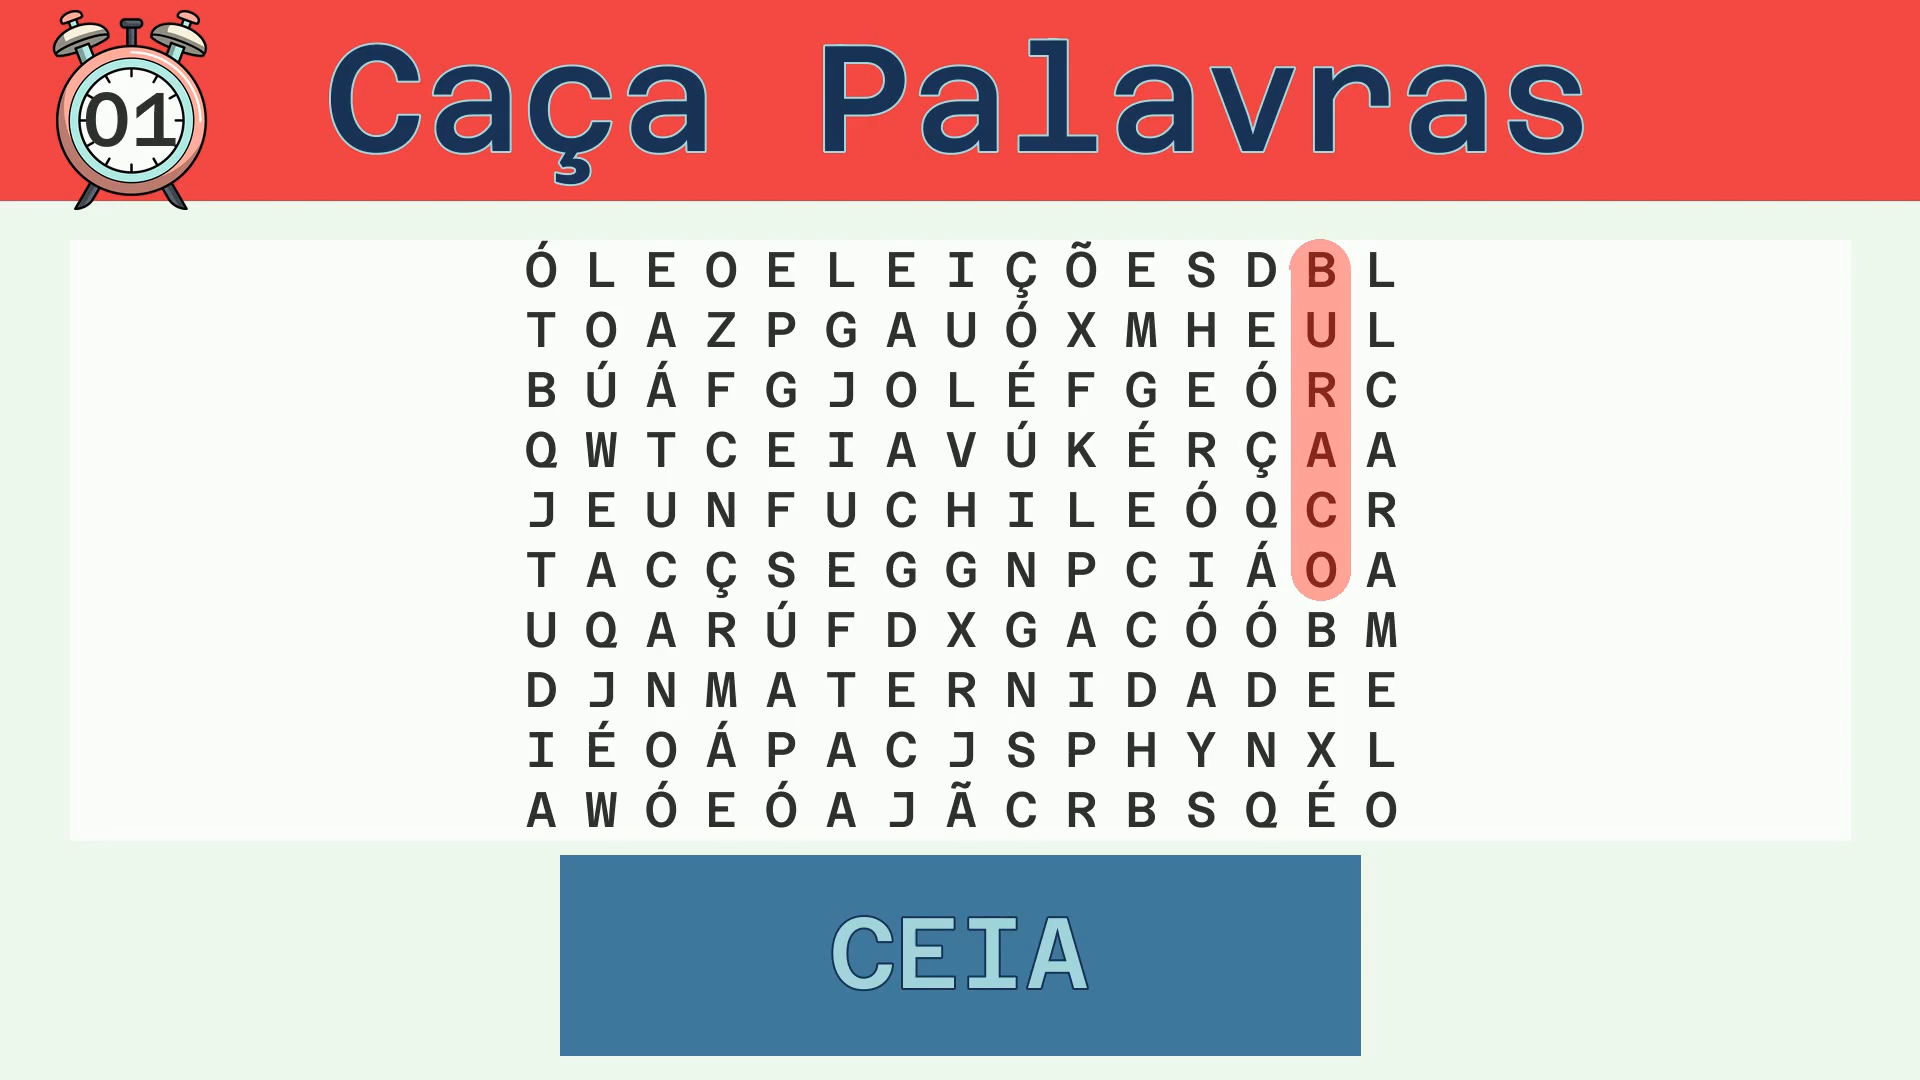 01
Caça Palavras
Ó L E O E L E I Ç Õ E S D B L
T O A Z P G A U Ó X M H E U L
B Ú Á F G J O L É F G E Ó R C
Q W T C E I A V Ú K É R Ç A A
J E U N F U C H I L E Ó Q C R
T A C Ç S E G G N P C I Á O A
U Q A R Ú F D X G A C Ó Ó B M
D J N M A T E R N I D A D E E
I É O Á P A C J S P H Y N X L
A W Ó E Ó A J Ã C R B S Q É O
CEIA